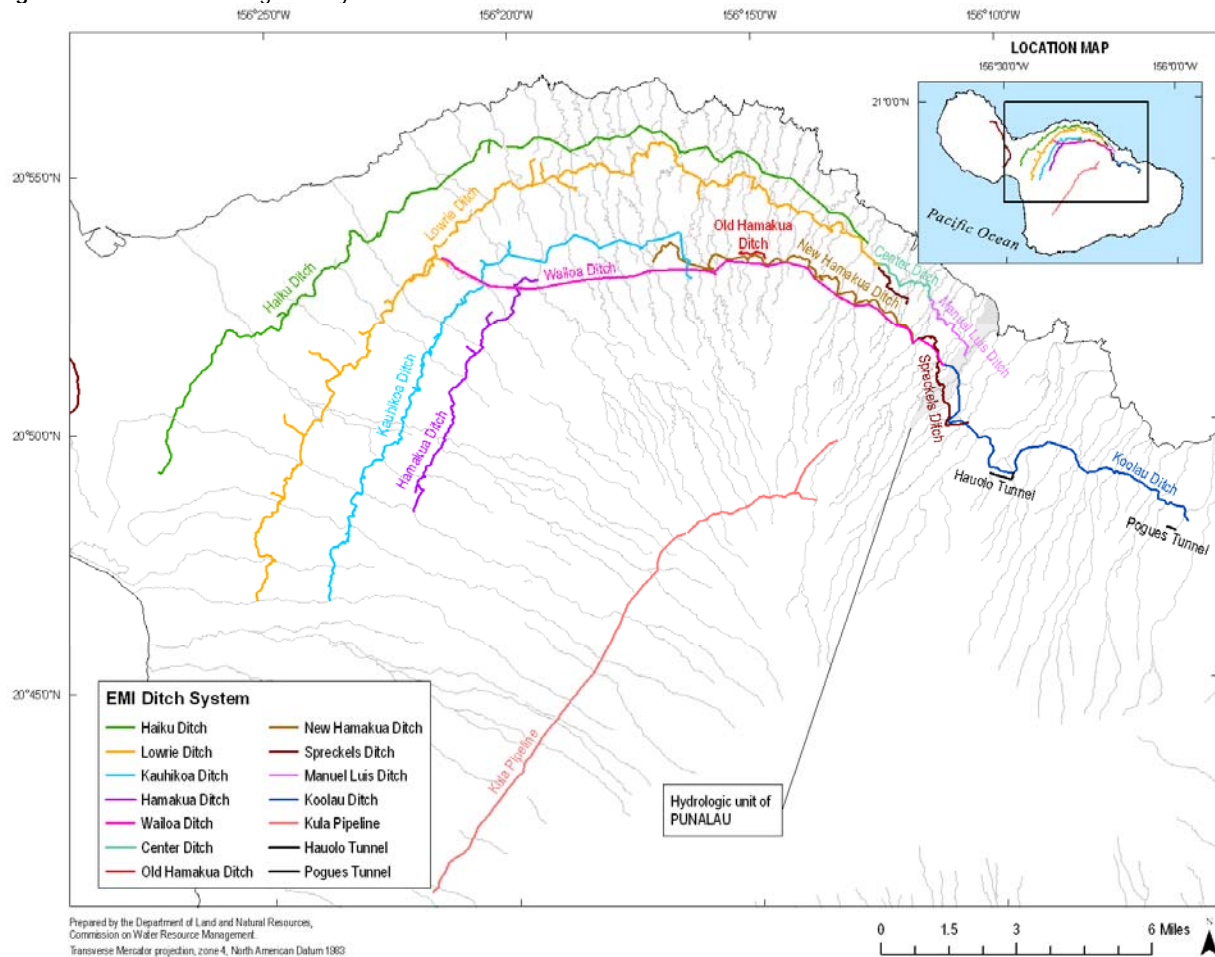 156°25'0"W
156°20'0"W
156°15'0"W
156°10'0"W
LOCATION MAP
156°30'0"W
156°0'0"W
21°0'0"N
Pacific Ocean
20°55'0"N
20°50'0"N
20°45'0"N
Haiku Ditch
Lowrie Ditch
Old Hamakua
Ditch
New Hamakua Ditch
Center Ditch
Manuel Luis Ditch
Wailoa Ditch
Kauhikoa Ditch
Hamakua Ditch
Spreckels Ditch
Koolau Ditch
Hauolo Tunnel
Pogues Tunnel
Kula Pipeline
Hydrologic unit of
PUNALAU
EMI Ditch System
Haiku Ditch
Lowrie Ditch
Kauhikoa Ditch
Hamakua Ditch
Wailoa Ditch
Center Ditch
Old Hamakua Ditch
New Hamakua Ditch
Spreckels Ditch
Manuel Luis Ditch
Koolau Ditch
Kula Pipeline
Hauolo Tunnel
Pogues Tunnel
Prepared by the Department of Land and Natural Resources,
Commission on Water Resource Management.
Transverse Mercator projection, zone 4, North American Datum 1983
0 1.5 3 6 Miles
N